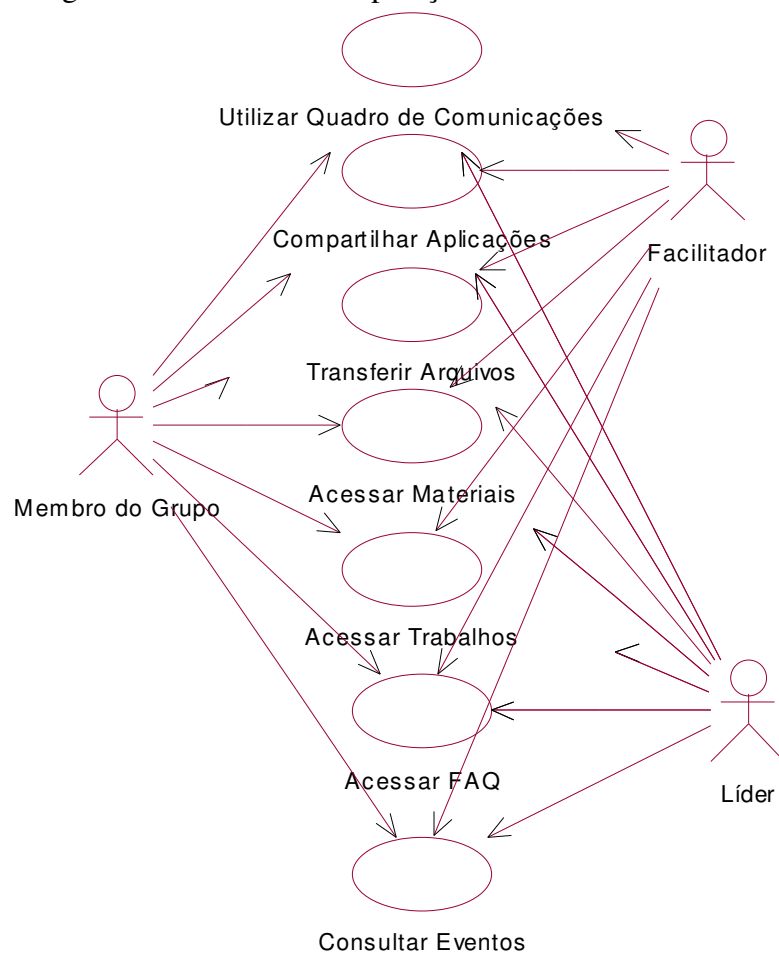 Utilizar Quadro de Comunicações
Compartilhar Aplicações
Facilitador
Transferir Arquivos
Membro do Grupo
Acessar Materiais
Acessar Trabalhos
Acessar FAQ
Líder
Consultar Eventos